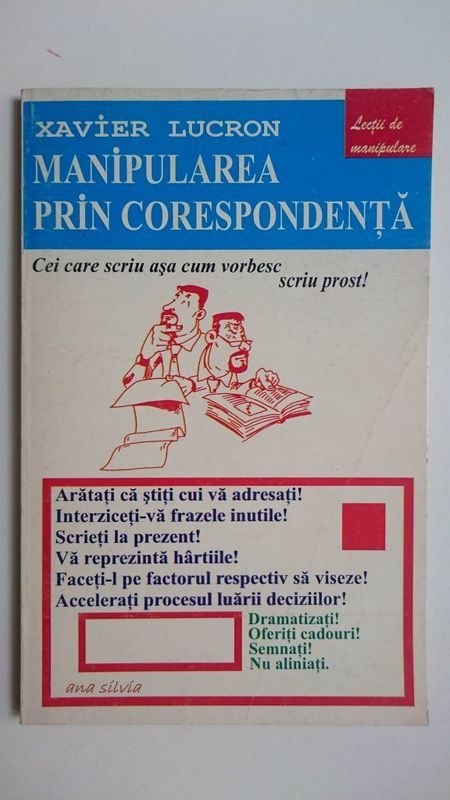 XAVIER LUCRON
Lecții de
manipulare
MANIPULAREA
PRIN CORESPONDENȚĂ
Cei care scriu așa cum vorbesc
scriu prost!
Arătați că știți cui vă adresați!
Interziceți-vă frazele inutile!
Scrieți la prezent!
Vă reprezintă hârtiile!
Faceți-l pe factorul respectiv să viseze!
Accelerați procesul luării deciziilor!
Dramatizați!
Oferiți cadouri!
Semnați!
Nu aliniați.
ana silvia